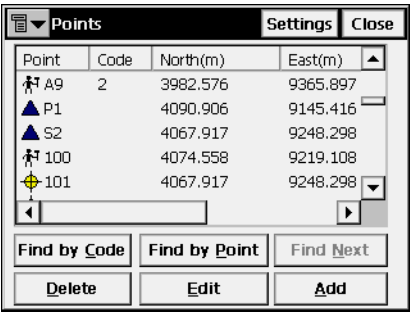 Points Settings Close
Point Code North(m) East(m)
A9 2 3982.576 9365.897
P1 4090.906 9145.416
S2 4067.917 9248.298
100 4074.558 9219.108
101 4067.917 9248.298
Find by Code Find by Point Find Next
Delete Edit Add